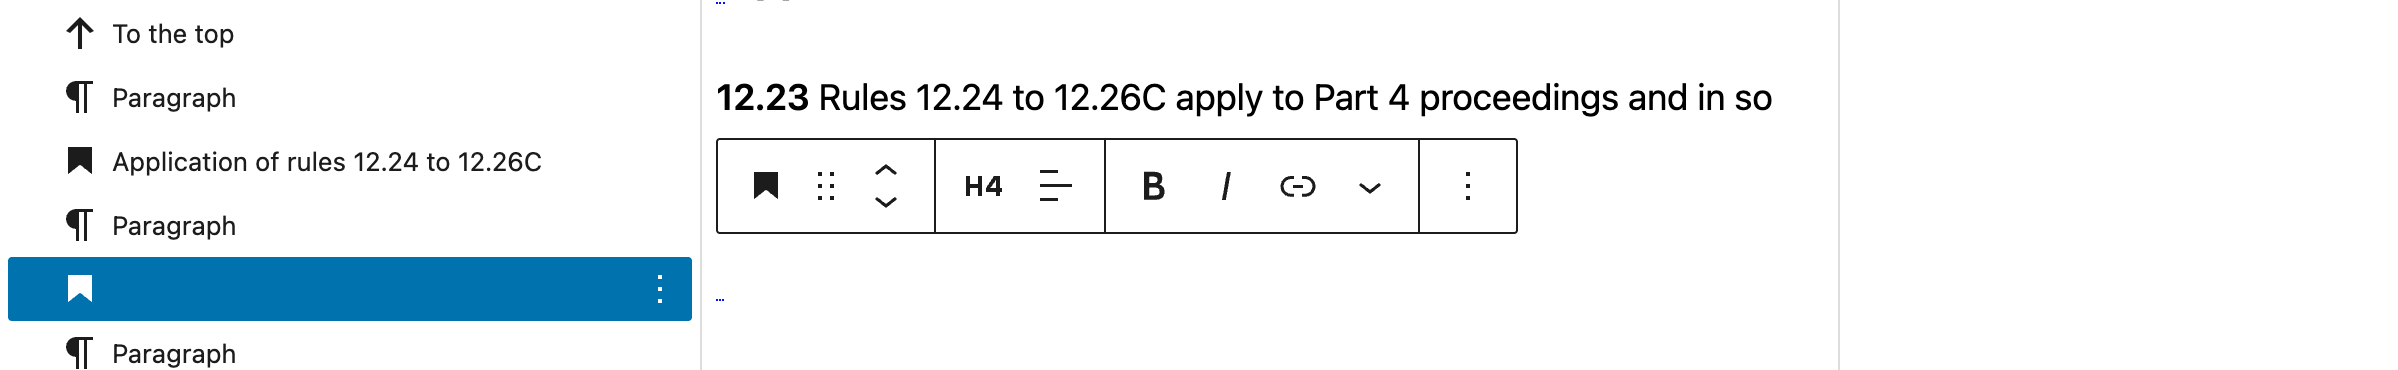 To the top
Paragraph
Application of rules 12.24 to 12.26C
Paragraph
Paragraph
12.23 Rules 12.24 to 12.26C apply to Part 4 proceedings and in so
H4 B I